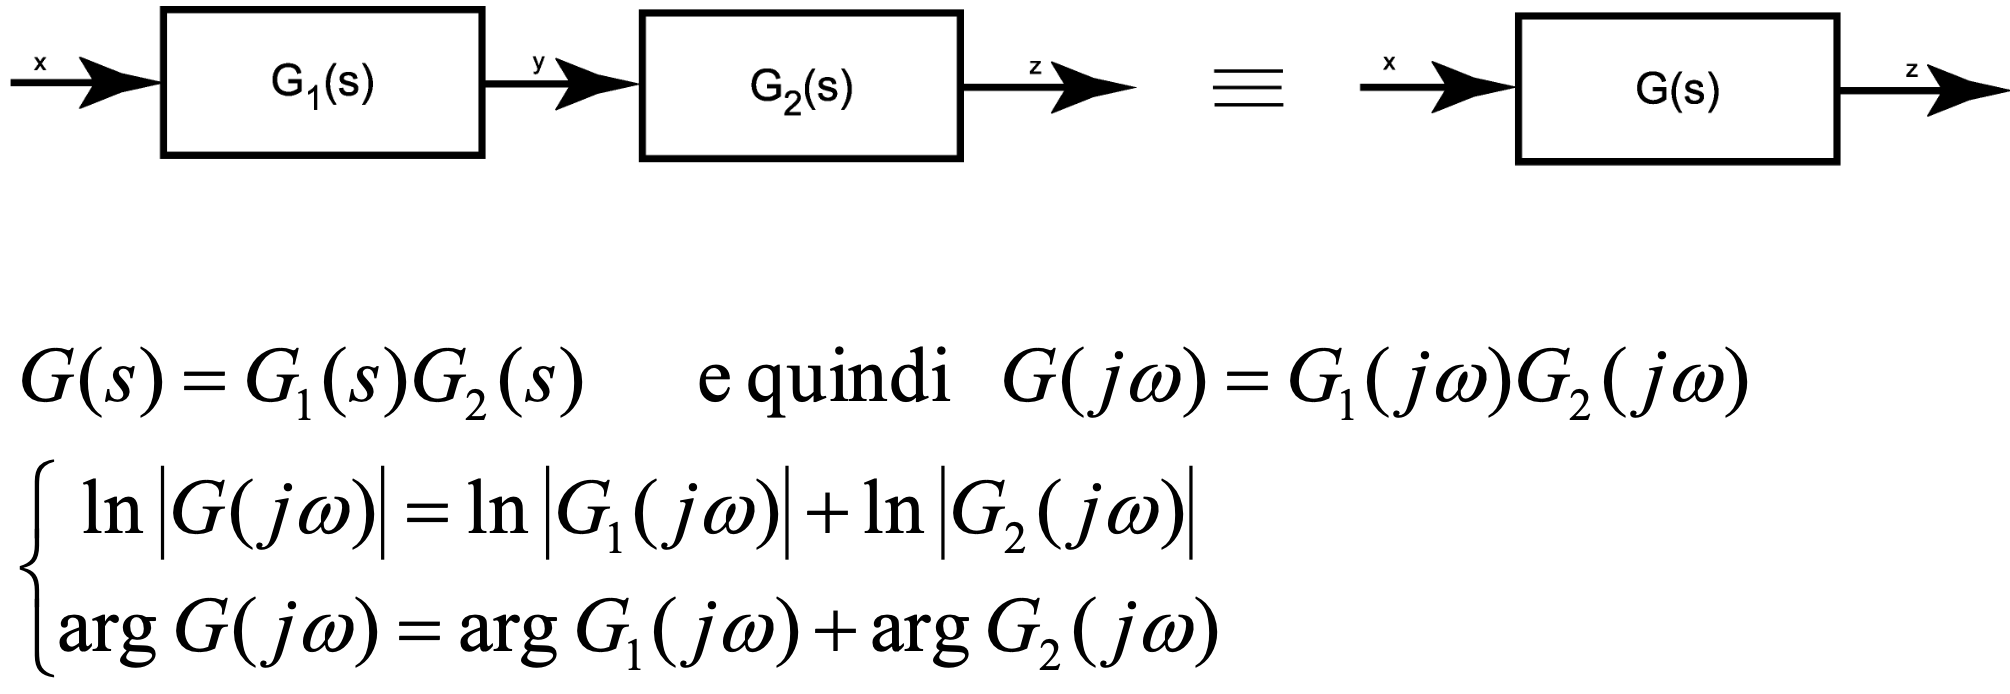 x G₁(s) y G₂(s) z ≡ x G(s) z
G(s) = G₁(s)G₂(s) e quindi G(jω) = G₁(jω)G₂(jω)
ln|G(jω)| = ln|G₁(jω)| + ln|G₂(jω)|
arg G(jω) = arg G₁(jω) + arg G₂(jω)